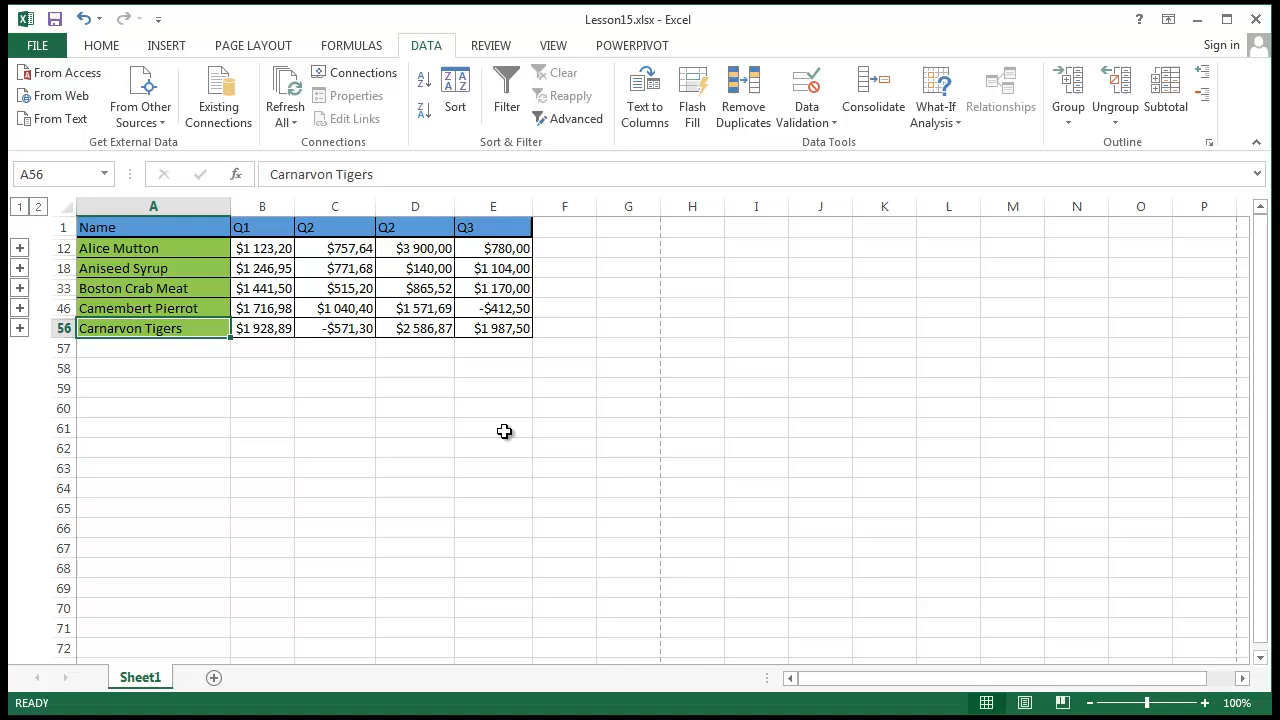 Lesson15.xlsx - Excel
?
Sign in
FILE HOME INSERT PAGE LAYOUT FORMULAS DATA REVIEW VIEW POWERPIVOT
From Access
From Web
From Text
From Other Sources
Existing Connections
Get External Data
Refresh All
Connections
Properties
Edit Links
Connections
Sort
Filter
Clear
Reapply
Advanced
Sort & Filter
Text to Columns
Flash Fill
Remove Duplicates
Data Validation
Consolidate
What-If Analysis
Relationships
Data Tools
Group
Ungroup
Subtotal
Outline
A56 fx Carnarvon Tigers
1 2 A B C D E F G H I J K L M N O P
1 Name Q1 Q2 Q2 Q3
12 Alice Mutton $1 123,20 $757,64 $3 900,00 $780,00
18 Aniseed Syrup $1 246,95 $771,68 $140,00 $1 104,00
33 Boston Crab Meat $1 441,50 $515,20 $865,52 $1 170,00
46 Camembert Pierrot $1 716,98 $1 040,40 $1 571,69 -$412,50
56 Carnarvon Tigers $1 928,89 -$571,30 $2 586,87 $1 987,50
57
58
59
60
61
62
63
64
65
66
67
68
69
70
71
72
Sheet1
READY 100%